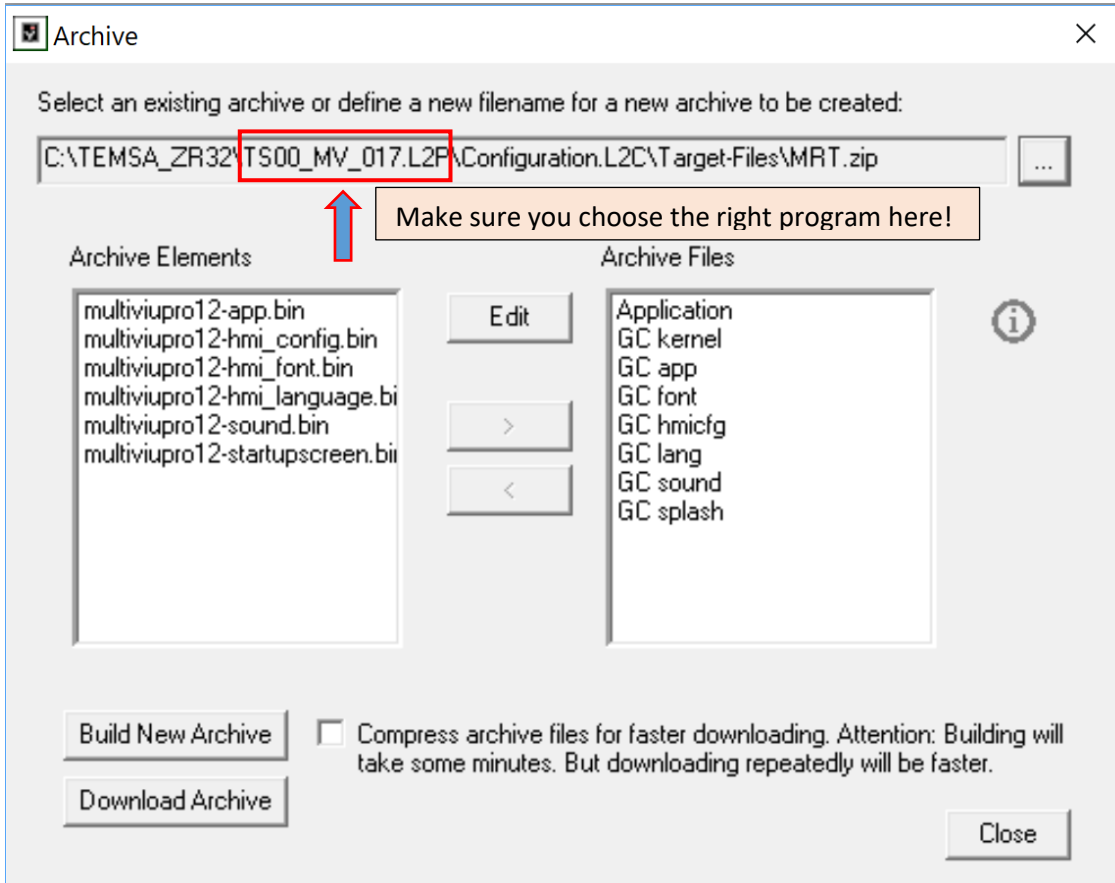 Archive
Select an existing archive or define a new filename for a new archive to be created:
C:\TEMSA_ZR32\TS00_MV_017.L2P\Configuration.L2C\Target-Files\MRT.zip
...
Make sure you choose the right program here!
Archive Elements
multiviupro12-app.bin
multiviupro12-hmi_config.bin
multiviupro12-hmi_font.bin
multiviupro12-hmi_language.bi
multiviupro12-sound.bin
multiviupro12-startupscreen.bin
Edit
>
<
Archive Files
Application
GC kernel
GC app
GC font
GC hmicfg
GC lang
GC sound
GC splash
Build New Archive
Compress archive files for faster downloading. Attention: Building will
take some minutes. But downloading repeatedly will be faster.
Download Archive
Close